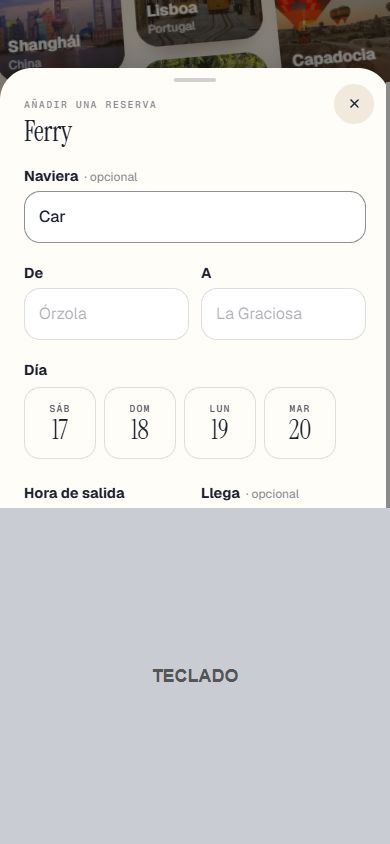 Shanghái
China
Lisboa
Portugal
Capadocia
AÑADIR UNA RESERVA
✕
Ferry
Naviera · opcional
Car
De
A
Órzola
La Graciosa
Día
SÁB
17
DOM
18
LUN
19
MAR
20
Hora de salida
Llega · opcional
TECLADO